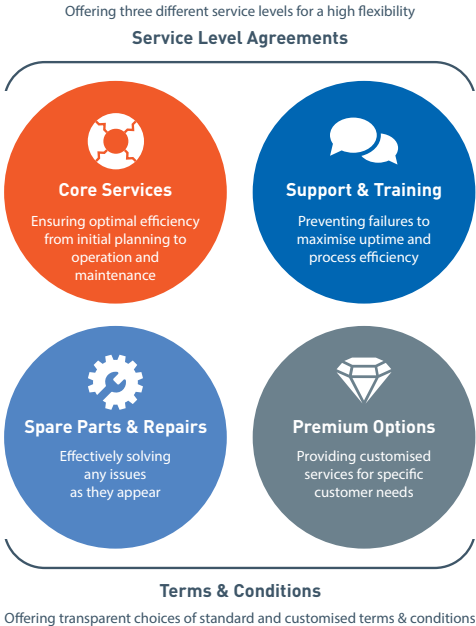 Offering three different service levels for a high flexibility
Service Level Agreements
Core Services
Ensuring optimal efficiency
from initial planning to
operation and
maintenance
Support & Training
Preventing failures to
maximise uptime and
process efficiency
Spare Parts & Repairs
Effectively solving
any issues
as they appear
Premium Options
Providing customised
services for specific
customer needs
Terms & Conditions
Offering transparent choices of standard and customised terms & conditions